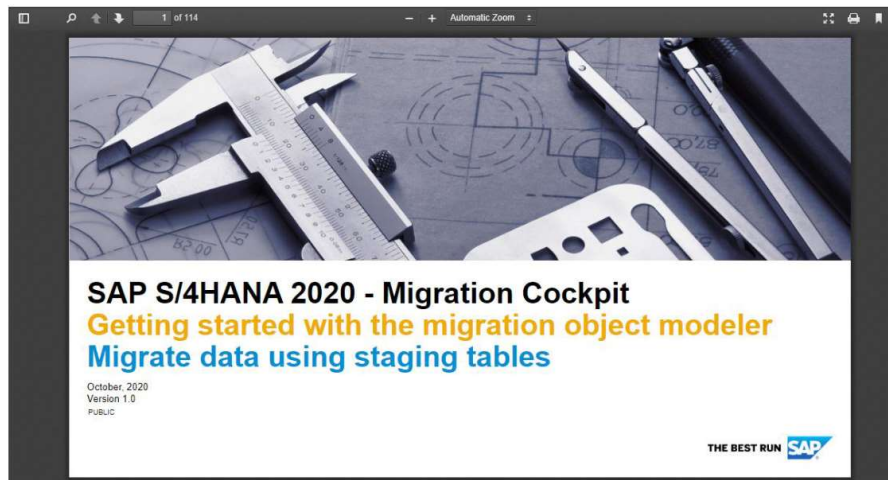 1 of 114
Automatic Zoom
SAP S/4HANA 2020 - Migration Cockpit
Getting started with the migration object modeler
Migrate data using staging tables
October, 2020
Version 1.0
PUBLIC
THE BEST RUN SAP